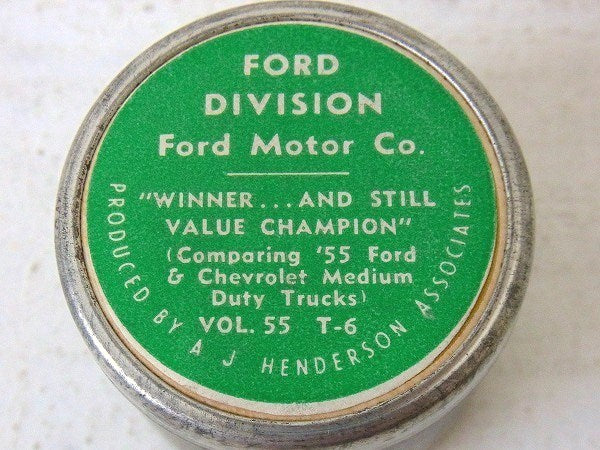 FORD
DIVISION
Ford Motor Co.
"WINNER...AND STILL
VALUE CHAMPION"
(Comparing '55 Ford
& Chevrolet Medium
Duty Trucks)
VOL. 55 T-6
PRODUCED BY A J HENDERSON ASSOCIATES